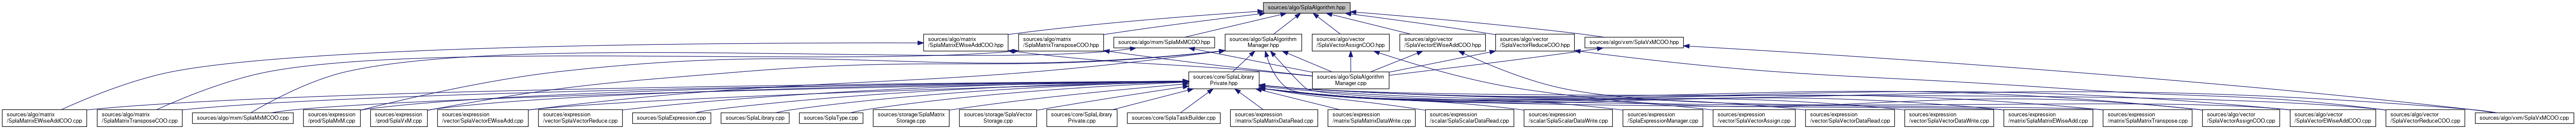 sources/algo/SplaAlgorithm.hpp
sources/algo/matrix
/SplaMatrixEWiseAddCOO.hpp
sources/algo/matrix
/SplaMatrixTransposeCOO.hpp
sources/algo/mxm/SplaMxMCOO.hpp
sources/algo/SplaAlgorithm
Manager.hpp
sources/algo/vector
/SplaVectorAssignCOO.hpp
sources/algo/vector
/SplaVectorEWiseAddCOO.hpp
sources/algo/vector
/SplaVectorReduceCOO.hpp
sources/algo/vxm/SplaVxMCOO.hpp
sources/core/SplaLibrary
Private.hpp
sources/algo/SplaAlgorithm
Manager.cpp
sources/algo/matrix
/SplaMatrixEWiseAddCOO.cpp
sources/algo/matrix
/SplaMatrixTransposeCOO.cpp
sources/algo/mxm/SplaMxMCOO.cpp
sources/expression
/prod/SplaMxM.cpp
sources/expression
/prod/SplaVxM.cpp
sources/expression
/vector/SplaVectorEWiseAdd.cpp
sources/expression
/vector/SplaVectorReduce.cpp
sources/SplaExpression.cpp
sources/SplaLibrary.cpp
sources/SplaType.cpp
sources/storage/SplaMatrix
Storage.cpp
sources/storage/SplaVector
Storage.cpp
sources/core/SplaLibrary
Private.cpp
sources/core/SplaTaskBuilder.cpp
sources/expression
/matrix/SplaMatrixDataRead.cpp
sources/expression
/matrix/SplaMatrixDataWrite.cpp
sources/expression
/scalar/SplaScalarDataRead.cpp
sources/expression
/scalar/SplaScalarDataWrite.cpp
sources/expression
/SplaExpressionManager.cpp
sources/expression
/vector/SplaVectorAssign.cpp
sources/expression
/vector/SplaVectorDataRead.cpp
sources/expression
/vector/SplaVectorDataWrite.cpp
sources/expression
/matrix/SplaMatrixEWiseAdd.cpp
sources/expression
/matrix/SplaMatrixTranspose.cpp
sources/algo/vector
/SplaVectorAssignCOO.cpp
sources/algo/vector
/SplaVectorEWiseAddCOO.cpp
sources/algo/vector
/SplaVectorReduceCOO.cpp
sources/algo/vxm/SplaVxMCOO.cpp